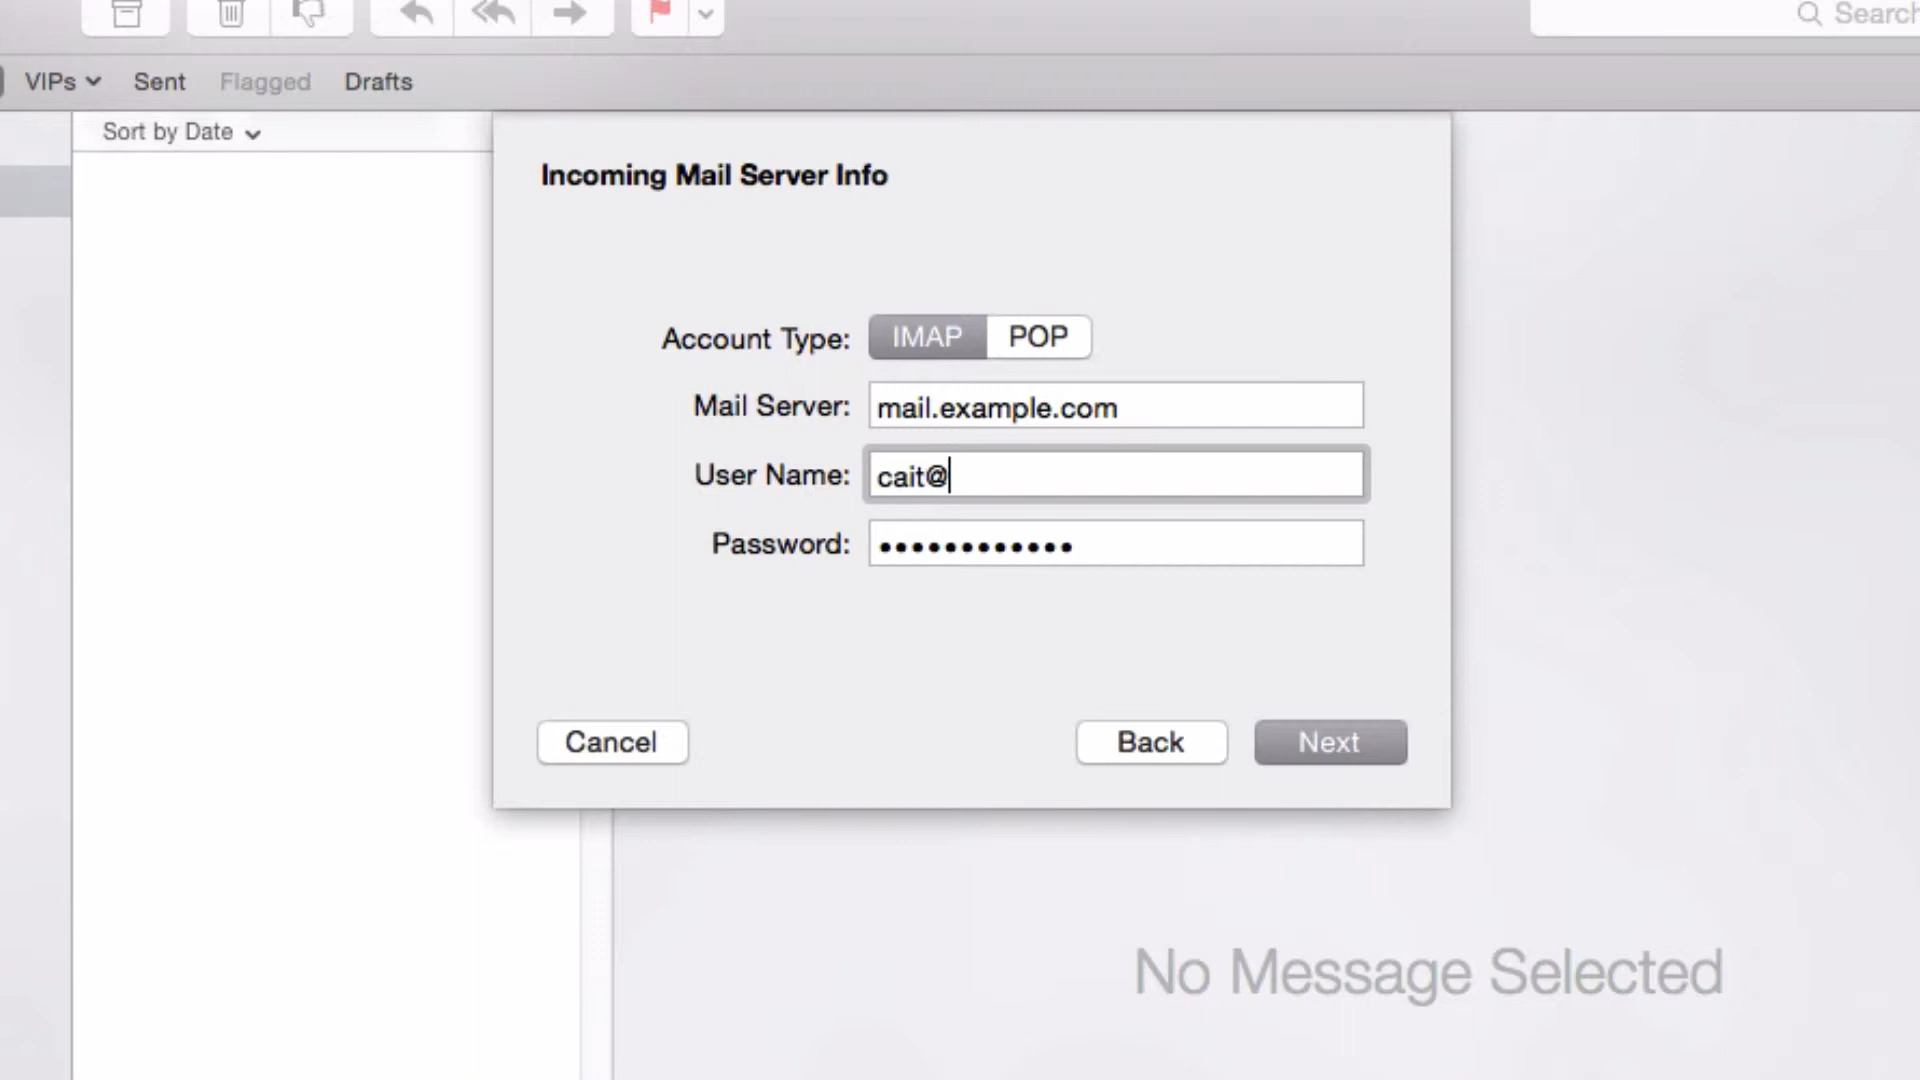 Search
VIPs
Sent
Flagged
Drafts
Sort by Date
Incoming Mail Server Info
Account Type: IMAP POP
Mail Server: mail.example.com
User Name: cait@
Password: ••••••••••••
Cancel
Back
Next
No Message Selected